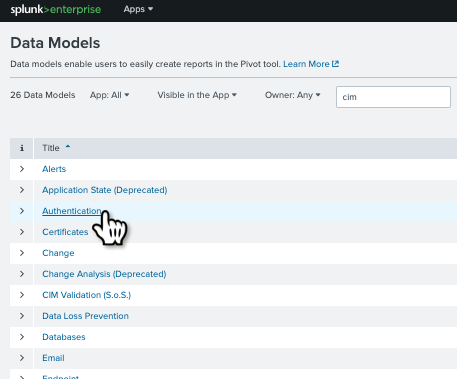 splunk>enterprise Apps ▾
Data Models
Data models enable users to easily create reports in the Pivot tool. Learn More
26 Data Models App: All ▾ Visible in the App ▾ Owner: Any ▾ cim
i Title
Alerts
Application State (Deprecated)
Authentication
Certificates
Change
Change Analysis (Deprecated)
CIM Validation (S.o.S.)
Data Loss Prevention
Databases
Email
Endpoint